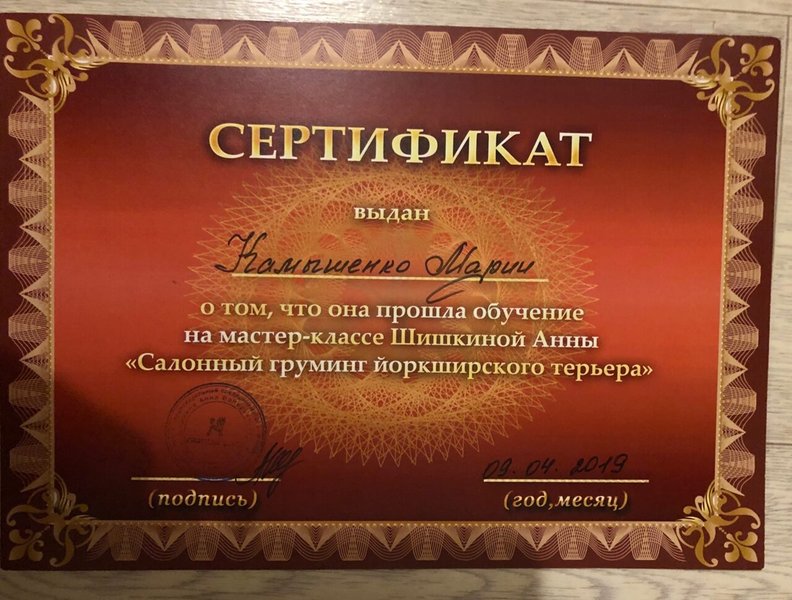 СЕРТИФИКАТ
выдан
Камышенко Марии
о том, что она прошла обучение
на мастер-классе Шишкиной Анны
«Салонный груминг йоркширского терьера»
09.04.2019
(подпись) (год,месяц)